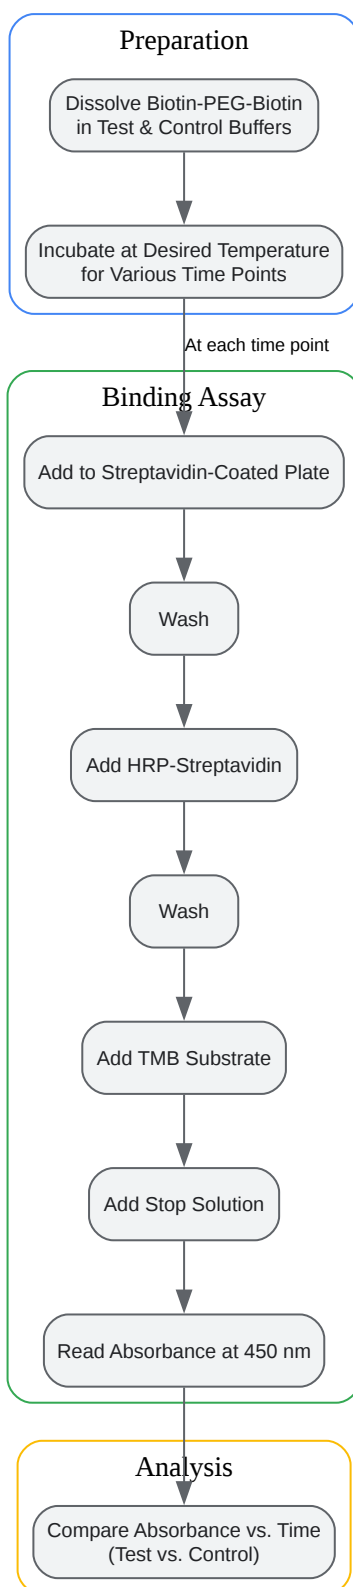 Preparation
Dissolve Biotin-PEG-Biotin
in Test & Control Buffers
Incubate at Desired Temperature
for Various Time Points
At each time point
Binding Assay
Add to Streptavidin-Coated Plate
Wash
Add HRP-Streptavidin
Wash
Add TMB Substrate
Add Stop Solution
Read Absorbance at 450 nm
Analysis
Compare Absorbance vs. Time
(Test vs. Control)